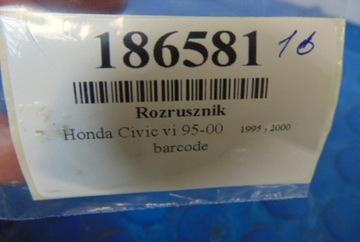 186581 16
Rozrusznik
Honda Civic vi 95-00 1995, 2000
barcode